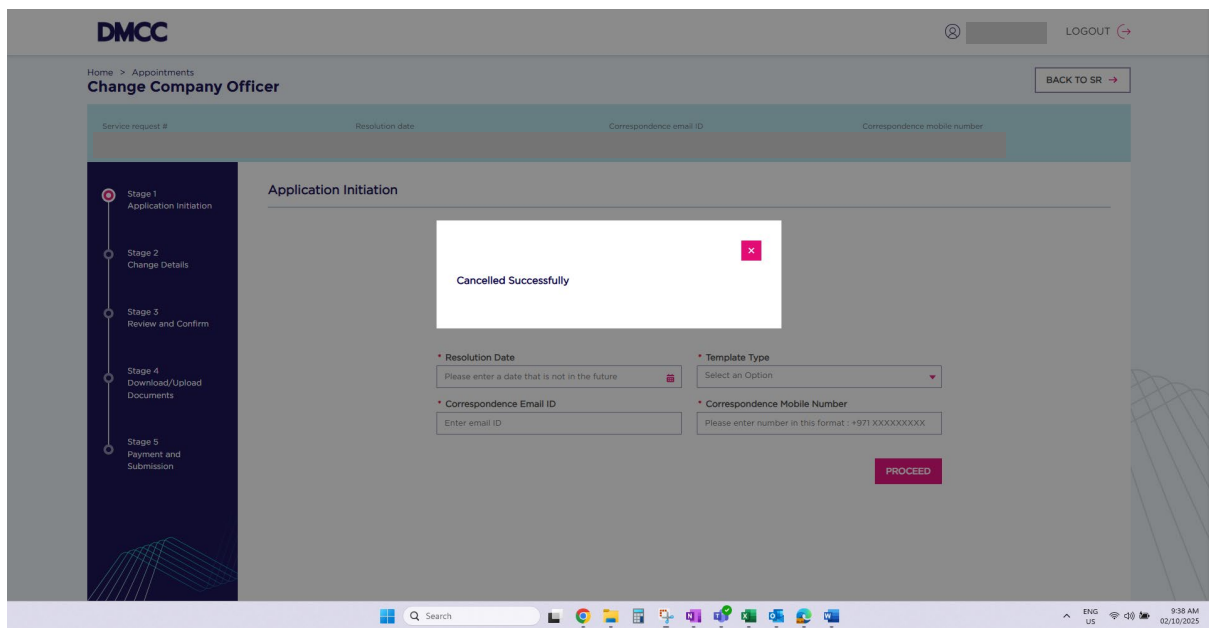 DMCC
LOGOUT
Home > Appointments
Change Company Officer
BACK TO SR →
Service request #
Resolution date
Correspondence email ID
Correspondence mobile number
Stage 1
Application Initiation
Stage 2
Change Details
Stage 3
Review and Confirm
Stage 4
Download/Upload
Documents
Stage 5
Payment and
Submission
Application Initiation
×
Cancelled Successfully
* Resolution Date
Please enter a date that is not in the future
* Template Type
Select an Option
* Correspondence Email ID
Enter email ID
* Correspondence Mobile Number
Please enter number in this format : +971 XXXXXXXXX
PROCEED
Search
ENG
US
9:38 AM
02/10/2025